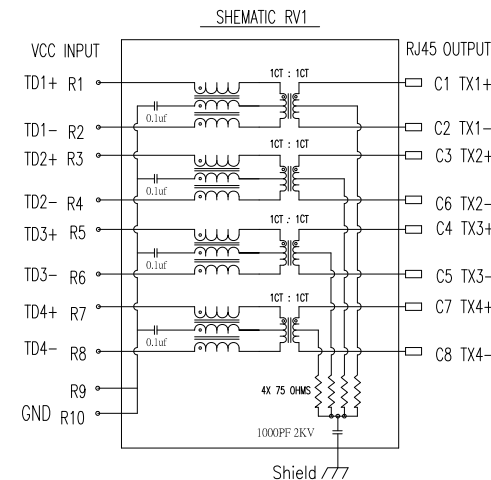 SHEMATIC RV1
VCC INPUT
RJ45 OUTPUT
1CT : 1CT
TD1+ R1
C1 TX1+
0.1uf
TD1- R2
C2 TX1-
1CT : 1CT
TD2+ R3
C3 TX2+
0.1uf
TD2- R4
C6 TX2-
1CT : 1CT
TD3+ R5
C4 TX3+
0.1uf
TD3- R6
C5 TX3-
1CT : 1CT
TD4+ R7
C7 TX4+
0.1uf
TD4- R8
C8 TX4-
R9
4X 75 OHMS
GND R10
1000PF 2KV
Shield